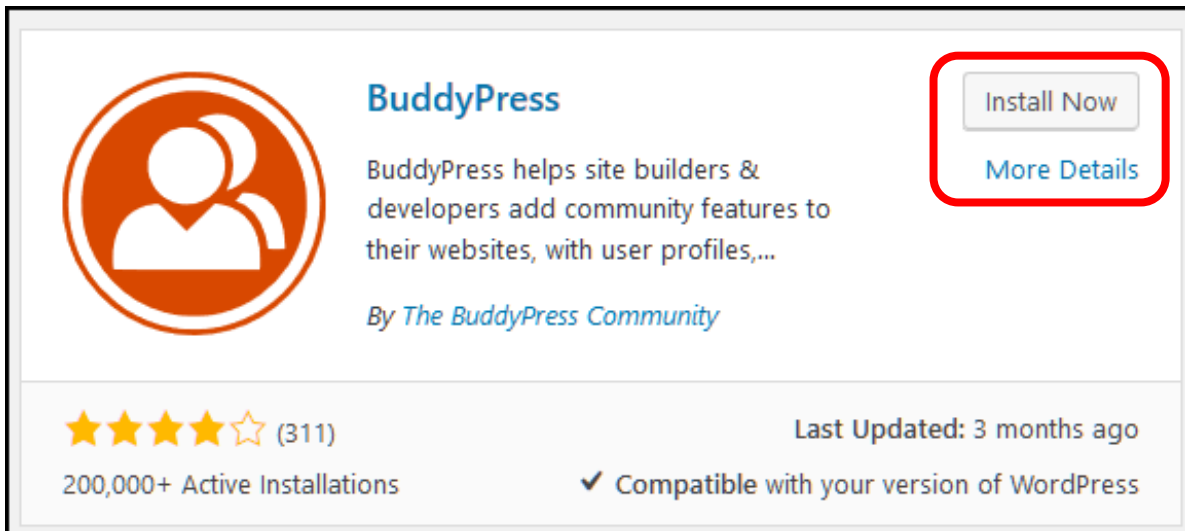 BuddyPress
Install Now
More Details
BuddyPress helps site builders &
developers add community features to
their websites, with user profiles,...
By The BuddyPress Community
(311)
Last Updated: 3 months ago
200,000+ Active Installations
✔ Compatible with your version of WordPress